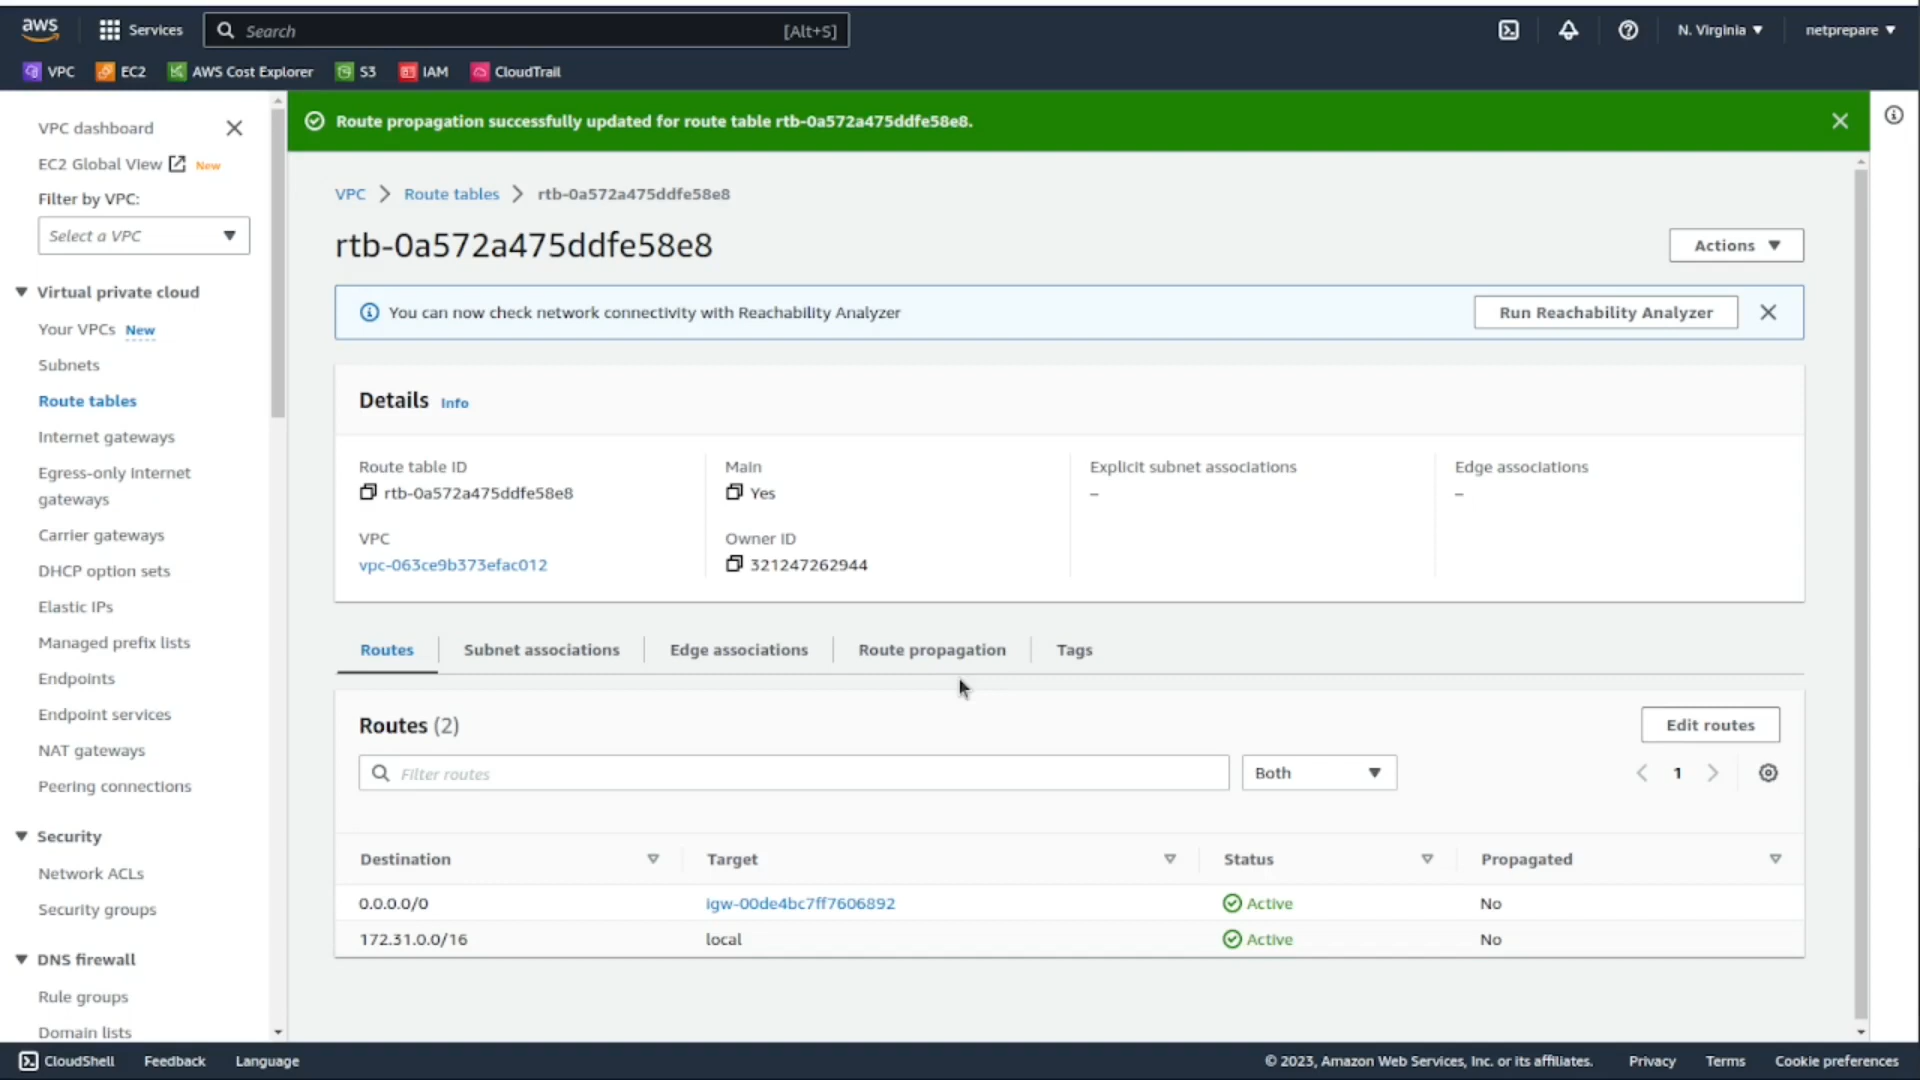 aws
Services
Search
[Alt+S]
N. Virginia
netprepare
VPC
EC2
AWS Cost Explorer
S3
IAM
CloudTrail
VPC dashboard
EC2 Global View
New
Filter by VPC:
Select a VPC
Virtual private cloud
Your VPCs New
Subnets
Route tables
Internet gateways
Egress-only Internet
gateways
Carrier gateways
DHCP option sets
Elastic IPs
Managed prefix lists
Endpoints
Endpoint services
NAT gateways
Peering connections
Security
Network ACLs
Security groups
DNS firewall
Rule groups
Domain lists
Route propagation successfully updated for route table rtb-0a572a475ddfe58e8.
VPC
Route tables
rtb-0a572a475ddfe58e8
rtb-0a572a475ddfe58e8
Actions
You can now check network connectivity with Reachability Analyzer
Run Reachability Analyzer
Details Info
Route table ID
rtb-0a572a475ddfe58e8
Main
Yes
Explicit subnet associations
–
Edge associations
–
VPC
vpc-063ce9b373efac012
Owner ID
321247262944
Routes
Subnet associations
Edge associations
Route propagation
Tags
Routes (2)
Edit routes
Filter routes
Both
1
Destination
Target
Status
Propagated
0.0.0.0/0
igw-00de4bc7ff7606892
Active
No
172.31.0.0/16
local
Active
No
CloudShell
Feedback
Language
© 2023, Amazon Web Services, Inc. or its affiliates.
Privacy
Terms
Cookie preferences